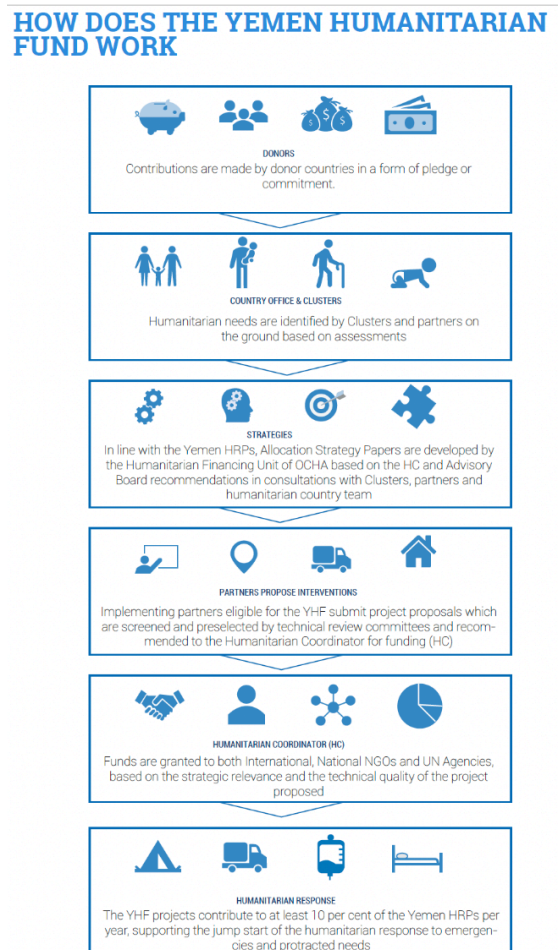 HOW DOES THE YEMEN HUMANITARIAN
FUND WORK
$
$
$
DONORS
Contributions are made by donor countries in a form of pledge or
commitment.
COUNTRY OFFICE & CLUSTERS
Humanitarian needs are identified by Clusters and partners on
the ground based on assessments
STRATEGIES
In line with the Yemen HRPs, Allocation Strategy Papers are developed by
the Humanitarian Financing Unit of OCHA based on the HC and Advisory
Board recommendations in consultations with Clusters, partners and
humanitarian country team
PARTNERS PROPOSE INTERVENTIONS
Implementing partners eligible for the YHF submit project proposals which
are screened and preselected by technical review committees and recom-
mended to the Humanitarian Coordinator for funding (HC)
HUMANITARIAN COORDINATOR (HC)
Funds are granted to both International, National NGOs and UN Agencies,
based on the strategic relevance and the technical quality of the project
proposed
HUMANITARIAN RESPONSE
The YHF projects contribute to at least 10 per cent of the Yemen HRPs per
year, supporting the jump start of the humanitarian response to emergen-
cies and protracted needs